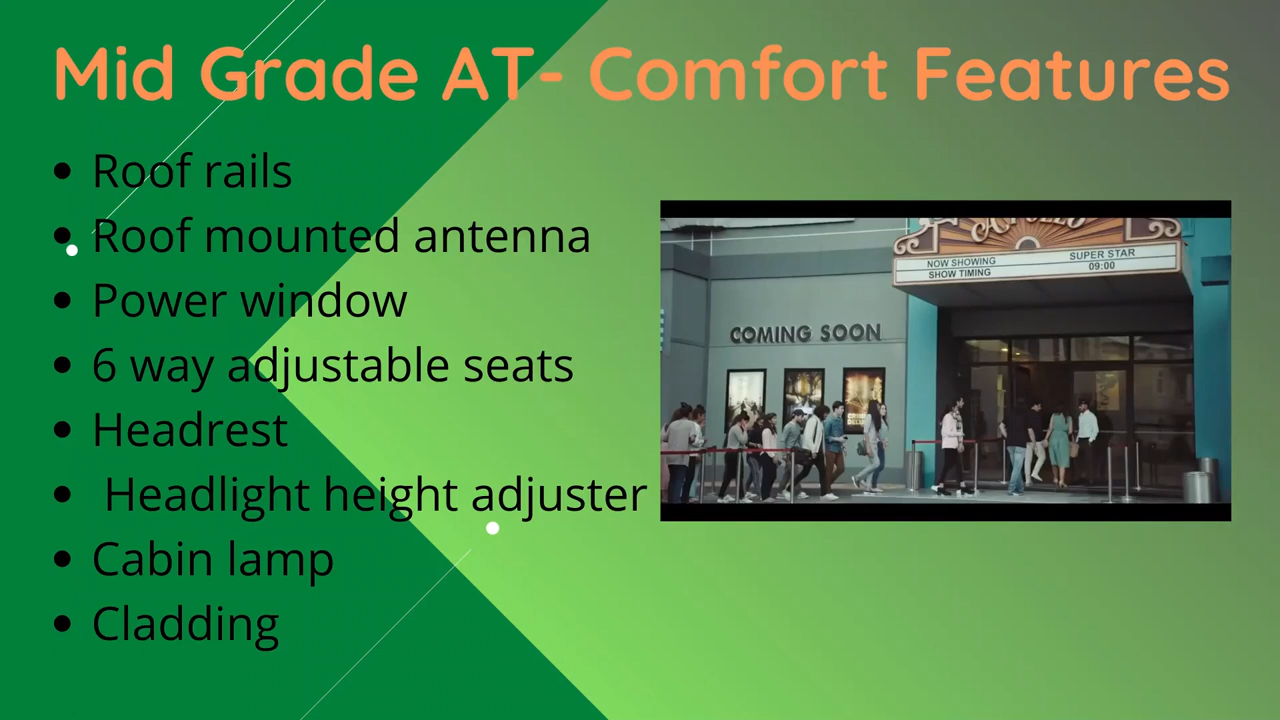 Mid Grade AT- Comfort Features
Roof rails
Roof mounted antenna
Power window
6 way adjustable seats
Headrest
Headlight height adjuster
Cabin lamp
Cladding
APOLLO
NOW SHOWING
SHOW TIMING
SUPER STAR
09:00
COMING SOON